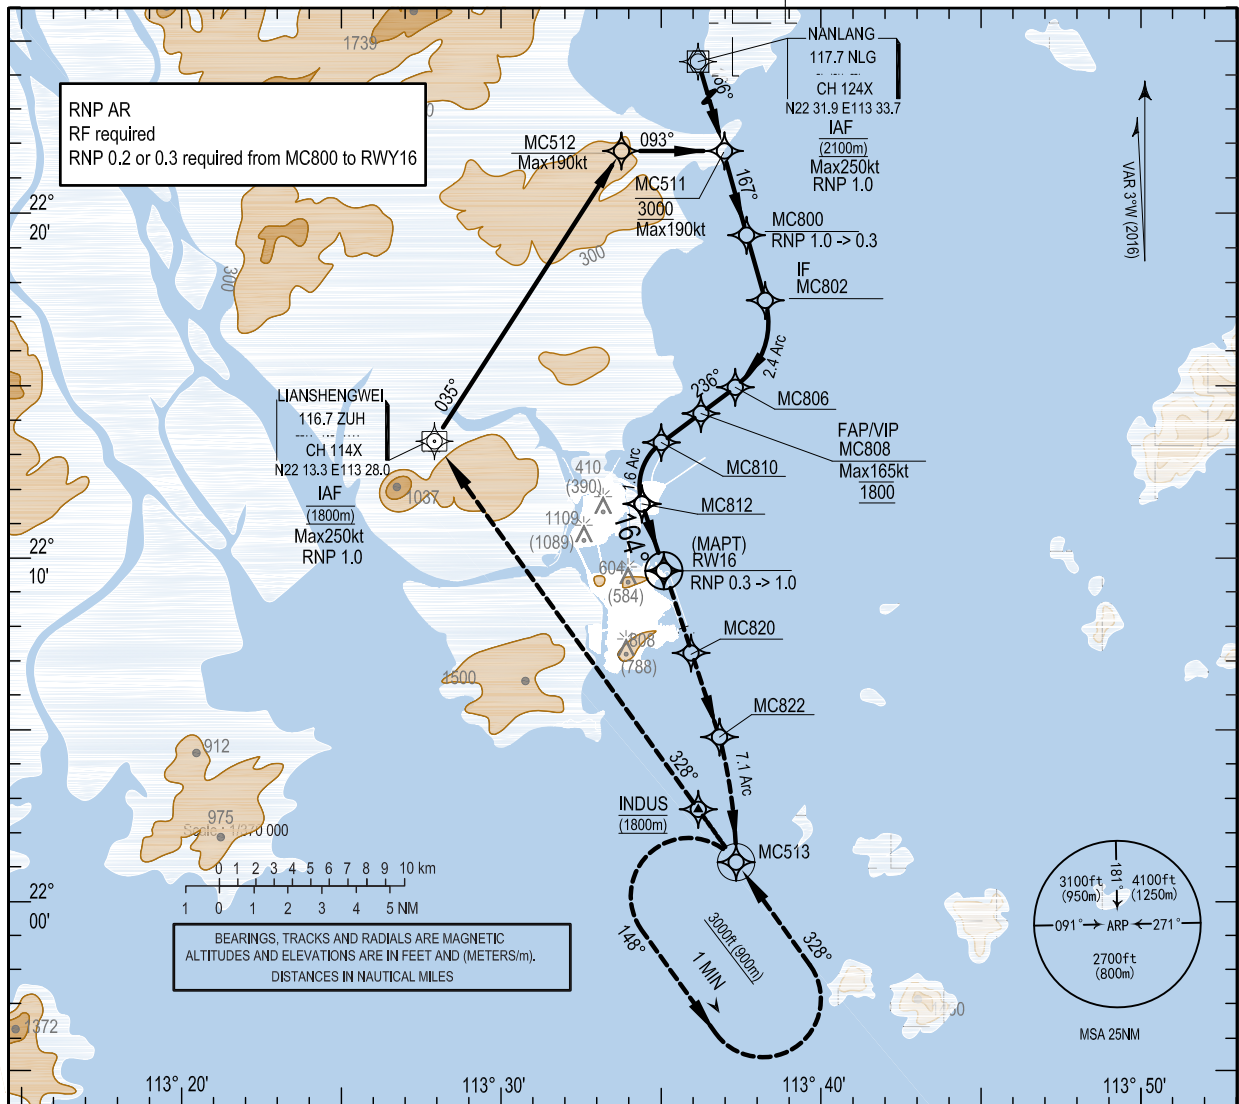 1739
RNP AR
RF required
RNP 0.2 or 0.3 required from MC800 to RWY16
NANLANG
117.7 NLG
CH 124X
N22 31.9 E113 33.7
IAF
(2100m)
Max250kt
RNP 1.0
MC512
Max190kt
093°
MC511
3000
Max190kt
167°
MC800
RNP 1.0 -> 0.3
IF
MC802
VAR 3°W (2016)
22°
20'
300
300
2.4 Arc
236°
MC806
FAP/VIP
MC808
Max165kt
1800
MC810
1.6 Arc
MC812
164°
(MAPT)
RW16
RNP 0.3 -> 1.0
035°
LIANSHENGWEI
116.7 ZUH
CH 114X
N22 13.3 E113 28.0
IAF
(1800m)
Max250kt
RNP 1.0
1037
410
(390)
1109
(1089)
604
(584)
808
(788)
22°
10'
MC820
1500
MC822
7.1 Arc
328°
912
975
INDUS
(1800m)
MC513
Scale : 1/370 000
0 1 2 3 4 5 6 7 8 9 10 km
1 0 1 2 3 4 5 NM
22°
00'
BEARINGS, TRACKS AND RADIALS ARE MAGNETIC
ALTITUDES AND ELEVATIONS ARE IN FEET AND (METERS/m).
DISTANCES IN NAUTICAL MILES
148°
3000ft (900m)
1 MIN
328°
181°
3100ft
(950m)
4100ft
(1250m)
091°
ARP
271°
2700ft
(800m)
MSA 25NM
1372
113° 20'
113° 30'
113° 40'
113° 50'